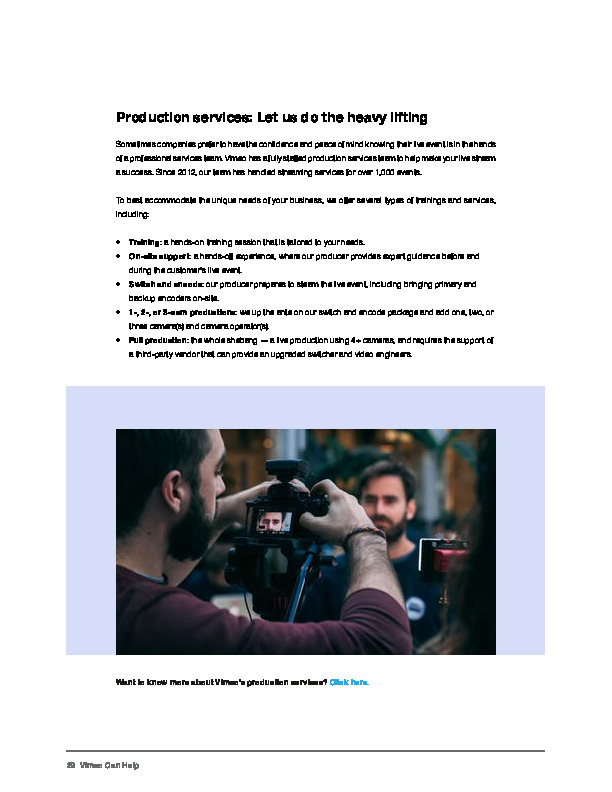 Production services: Let us do the heavy lifting
Sometimes companies prefer to have the confidence and peace of mind knowing their live event is in the hands
of a professional services team. Vimeo has a fully staffed production services team to help make your live stream
a success. Since 2012, our team has handled streaming services for over 1,000 events.
To best accommodate the unique needs of your business, we offer several types of trainings and services,
including:
• Training: a hands-on training session that is tailored to your needs.
• On-site support: a hands-off experience, where our producer provides expert guidance before and
during the customer's live event.
• Switch and encode: our producer prepares to steam the live event, including bringing primary and
backup encoders on-site.
• 1-, 2-, or 3-cam productions: we up the ante on our switch and encode package and add one, two, or
three camera(s) and camera operator(s).
• Full production: the whole shebang — a live production using 4+ cameras, and requires the support of
a third-party vendor that can provide an upgraded switcher and video engineers.
Want to know more about Vimeo's production services? Click here.
Vimeo Can Help